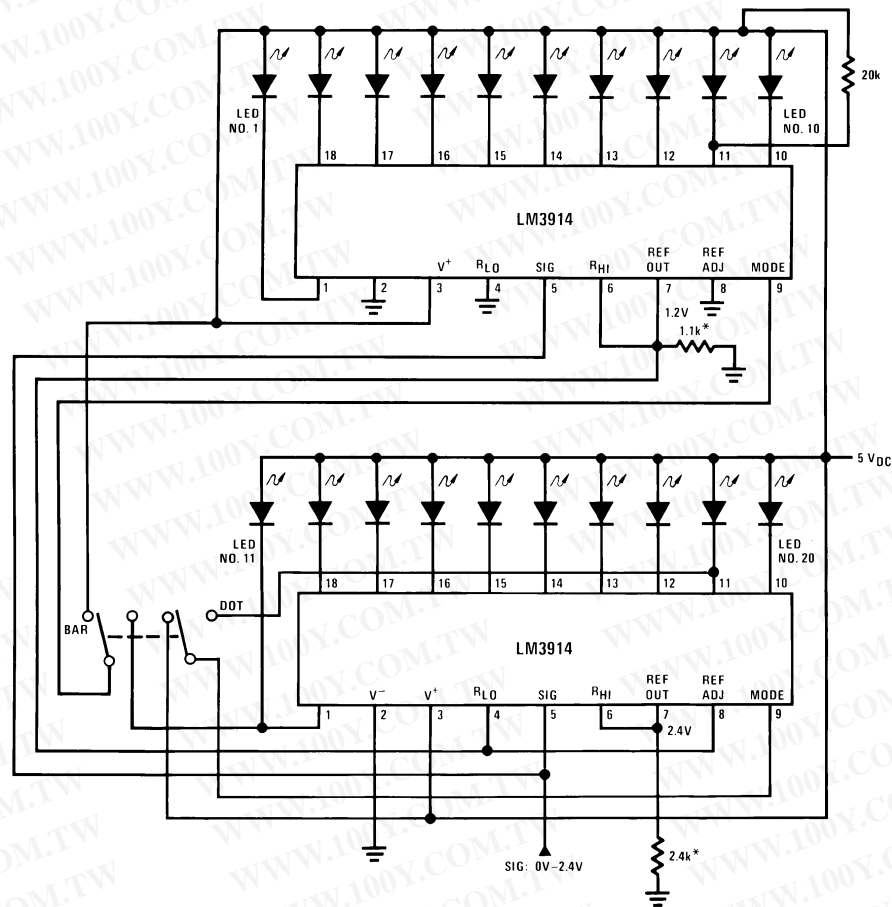 20k
LED
NO. 1
LED
NO. 10
18 17 16 15 14 13 12 11 10
LM3914
V+ RLO SIG RHI REF OUT REF ADJ MODE
1 2 3 4 5 6 7 8 9
1.2V
1.1k*
5 VDC
LED
NO. 11
LED
NO. 20
18 17 16 15 14 13 12 11 10
DOT
BAR
LM3914
V− V+ RLO SIG RHI REF OUT REF ADJ MODE
1 2 3 4 5 6 7 8 9
2.4V
2.4k*
SIG: 0V–2.4V
WWW.100Y.COM.TW